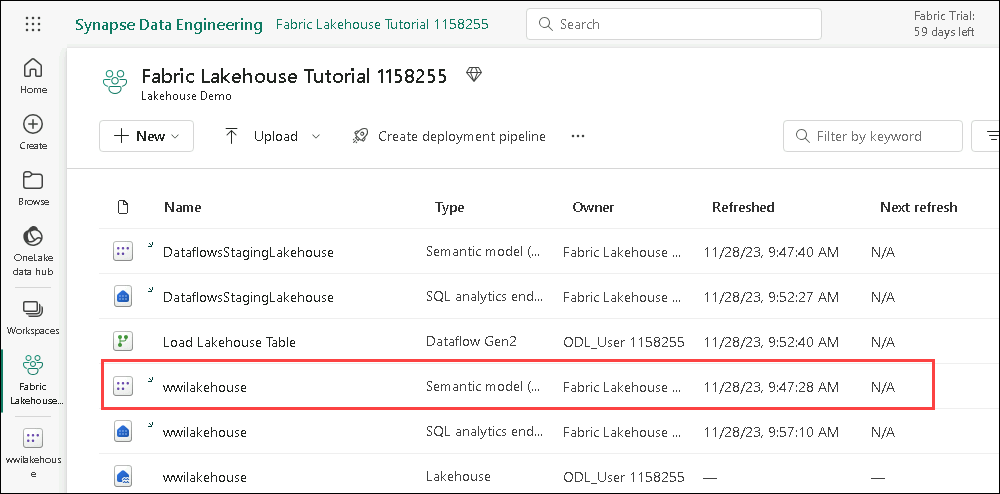 Synapse Data Engineering Fabric Lakehouse Tutorial 1158255 Search Fabric Trial:
59 days left
Home
Create
Browse
OneLake
data hub
Workspaces
Fabric
Lakehouse...
wwilakehous
e
Fabric Lakehouse Tutorial 1158255
Lakehouse Demo
New Upload Create deployment pipeline ... Filter by keyword
Name Type Owner Refreshed Next refresh
DataflowsStagingLakehouse Semantic model (... Fabric Lakehouse ... 11/28/23, 9:47:40 AM N/A
DataflowsStagingLakehouse SQL analytics end... Fabric Lakehouse ... 11/28/23, 9:52:27 AM N/A
Load Lakehouse Table Dataflow Gen2 ODL_User 1158255 11/28/23, 9:52:40 AM N/A
wwilakehouse Semantic model (... Fabric Lakehouse ... 11/28/23, 9:47:28 AM N/A
wwilakehouse SQL analytics end... Fabric Lakehouse ... 11/28/23, 9:57:10 AM N/A
wwilakehouse Lakehouse ODL_User 1158255 — —